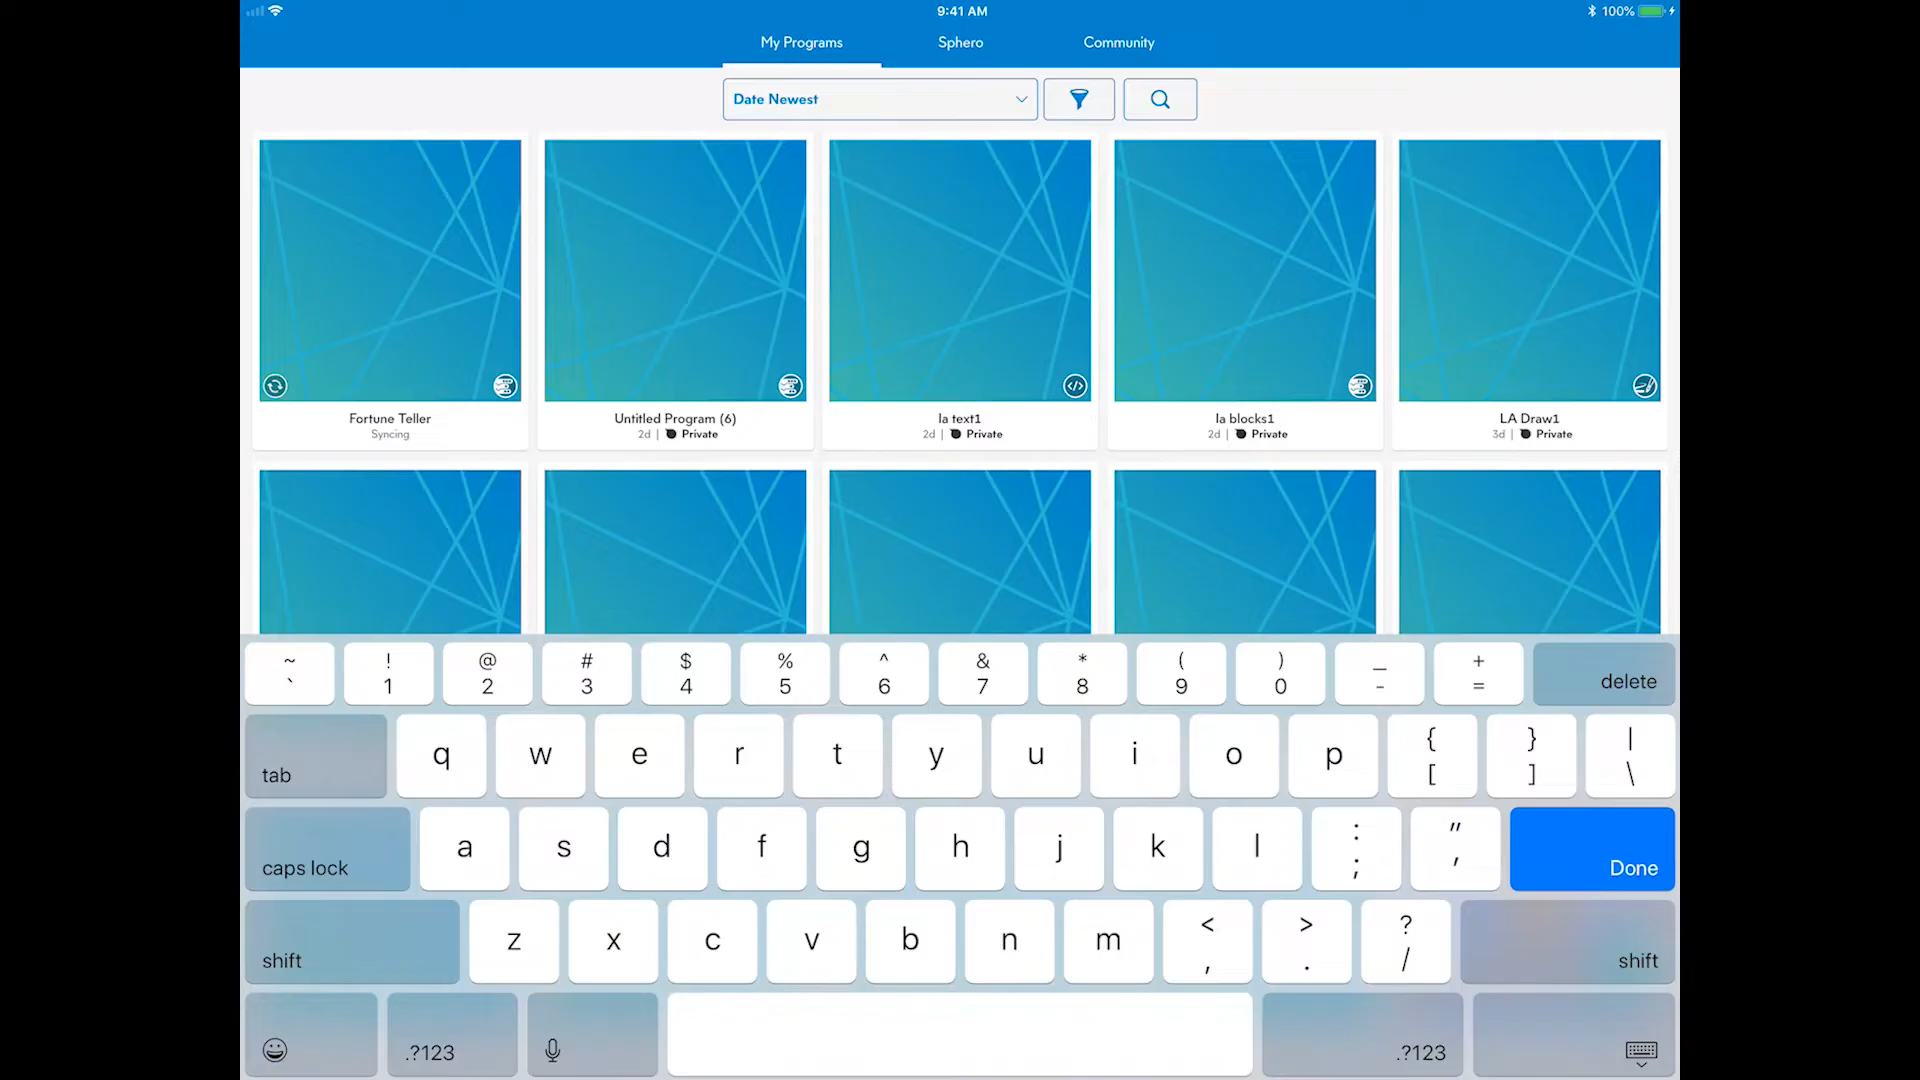 9:41 AM
100%
My Programs
Sphero
Community
Date Newest
Fortune Teller
Syncing
Untitled Program (6)
2d | Private
la text1
2d | Private
la blocks1
2d | Private
LA Draw1
3d | Private
~ ! @ # $ % ^ & * ( ) _ +
` 1 2 3 4 5 6 7 8 9 0 - = delete
tab q w e r t y u i o p { [ } ] | \
caps lock a s d f g h j k l : ; " ' Done
shift z x c v b n m < , > . ? / shift
.?123 .?123